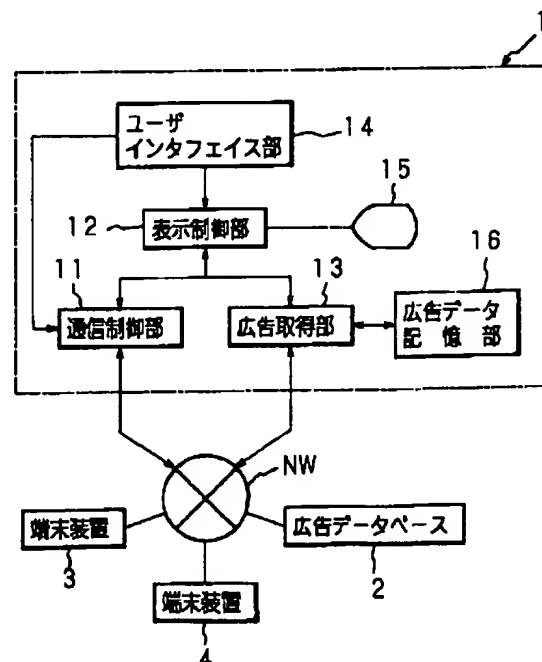 1
ユーザ
インタフェイス部
14
15
12
表示制御部
16
11
13
通信制御部
広告取得部
広告データ
記憶部
NW
端末装置
広告データベース
3
2
端末装置
4